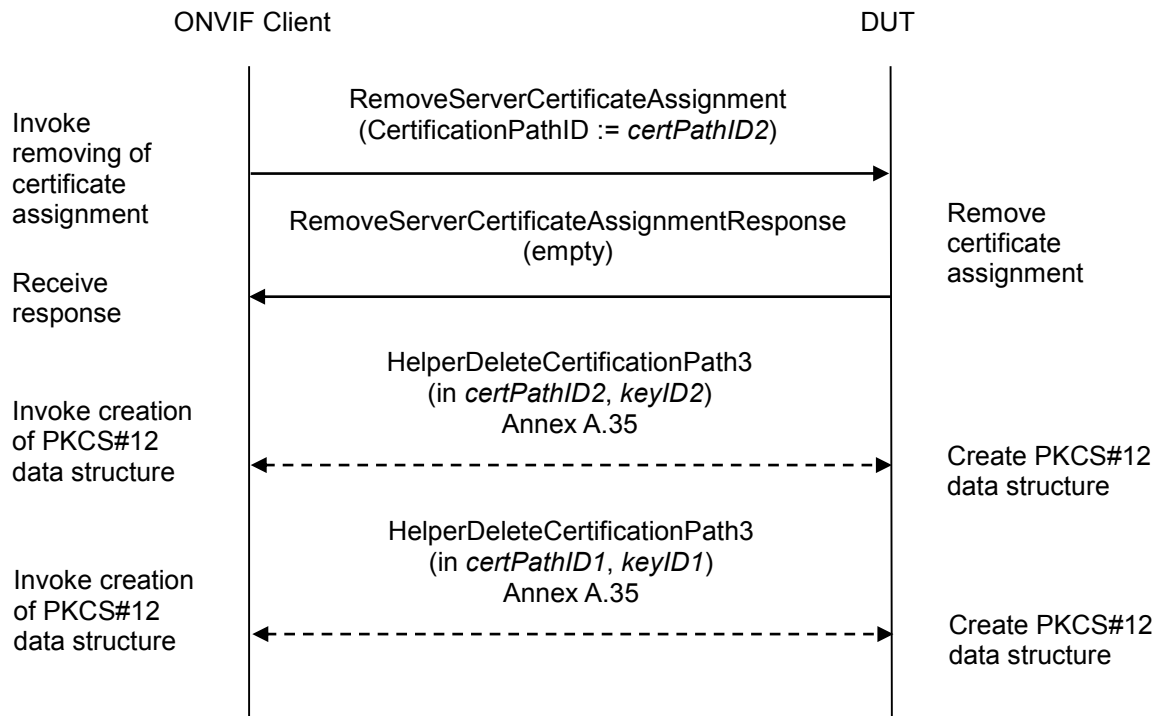 ONVIF Client
DUT
RemoveServerCertificateAssignment
(CertificationPathID := certPathID2)
Invoke
removing of
certificate
assignment
RemoveServerCertificateAssignmentResponse
(empty)
Remove
certificate
assignment
Receive
response
HelperDeleteCertificationPath3
(in certPathID2, keyID2)
Annex A.35
Invoke creation
of PKCS#12
data structure
Create PKCS#12
data structure
HelperDeleteCertificationPath3
(in certPathID1, keyID1)
Annex A.35
Invoke creation
of PKCS#12
data structure
Create PKCS#12
data structure